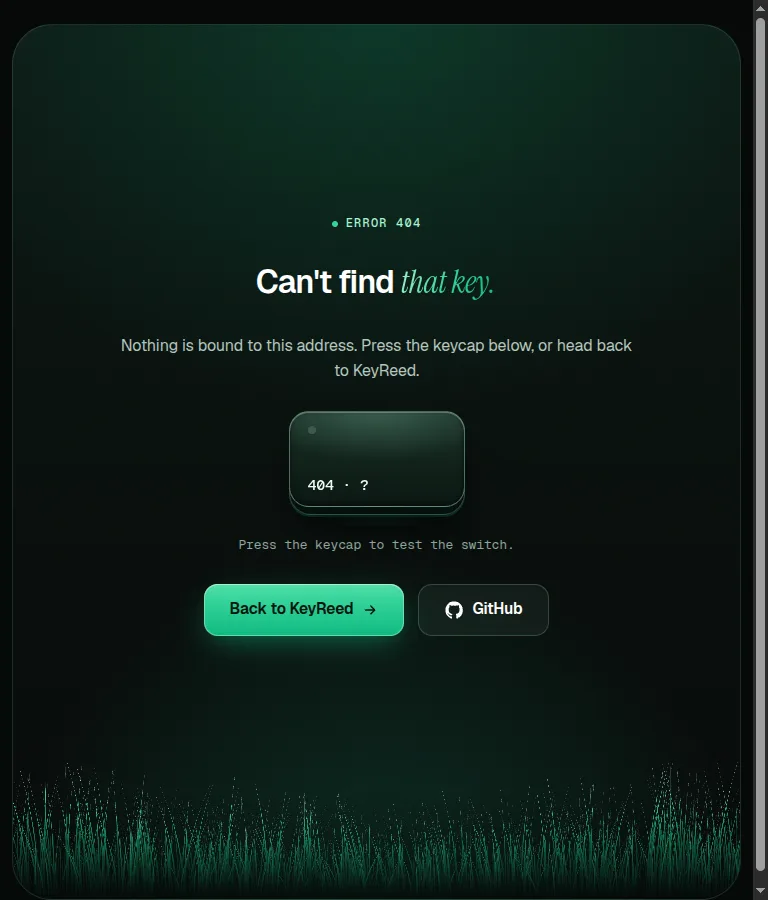 ERROR 404
Can't find that key.
Nothing is bound to this address. Press the keycap below, or head back
to KeyReed.
404 · ?
Press the keycap to test the switch.
Back to KeyReed →
GitHub